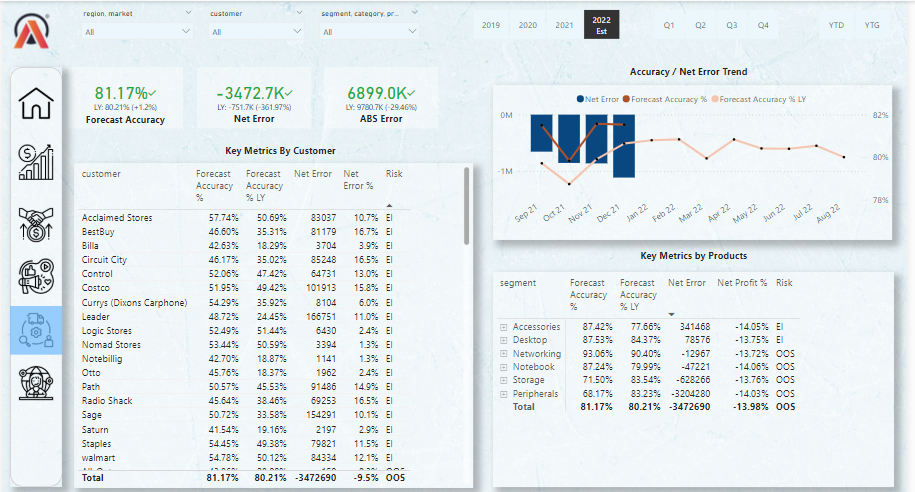 region, market
customer
segment, category, pr...
All
All
All
2019
2020
2021
2022
Est
Q1
Q2
Q3
Q4
YTD
YTG
81.17%
LY: 80.21% (+1.2%)
Forecast Accuracy
-3472.7K
LY: -751.7K (-361.97%)
Net Error
6899.0K
LY: 9780.7K (-29.46%)
ABS Error
Key Metrics By Customer
customer Forecast Accuracy % Forecast Accuracy % LY Net Error Net Error % Risk
Acclaimed Stores 57.74% 50.69% 83037 10.7% EI
BestBuy 46.60% 35.31% 81179 16.7% EI
Billa 42.63% 18.29% 3704 3.9% EI
Circuit City 46.17% 35.02% 85248 16.5% EI
Control 52.06% 47.42% 64731 13.0% EI
Costco 51.95% 49.42% 101913 15.8% EI
Currys (Dixons Carphone) 54.29% 35.92% 8104 6.0% EI
Leader 48.72% 24.45% 166751 11.0% EI
Logic Stores 52.49% 51.44% 6430 2.4% EI
Nomad Stores 53.44% 50.59% 3394 1.3% EI
Notebillig 42.70% 18.87% 1141 1.3% EI
Otto 45.76% 18.37% 1962 2.4% EI
Path 50.57% 45.53% 91486 14.9% EI
Radio Shack 45.64% 38.46% 69253 16.5% EI
Sage 50.72% 33.58% 154291 10.1% EI
Saturn 41.54% 19.16% 2197 2.9% EI
Staples 54.45% 49.38% 79821 11.5% EI
walmart 54.78% 50.12% 84334 12.1% EI
Total 81.17% 80.21% -3472690 -9.5% OOS
Accuracy / Net Error Trend
Net Error Forecast Accuracy % Forecast Accuracy % LY
0M
-1M
82%
80%
78%
Sep 21
Oct 21
Nov 21
Dec 21
Jan 22
Feb 22
Mar 22
Apr 22
May 22
Jun 22
Jul 22
Aug 22
Key Metrics by Products
segment Forecast Accuracy % Forecast Accuracy % LY Net Error Net Profit % Risk
Accessories 87.42% 77.66% 341468 -14.05% EI
Desktop 87.53% 84.37% 78576 -13.75% EI
Networking 93.06% 90.40% -12967 -13.72% OOS
Notebook 87.24% 79.99% -47221 -14.06% OOS
Storage 71.50% 83.54% -628266 -13.76% OOS
Peripherals 68.17% 83.23% -3204280 -14.03% OOS
Total 81.17% 80.21% -3472690 -13.98% OOS